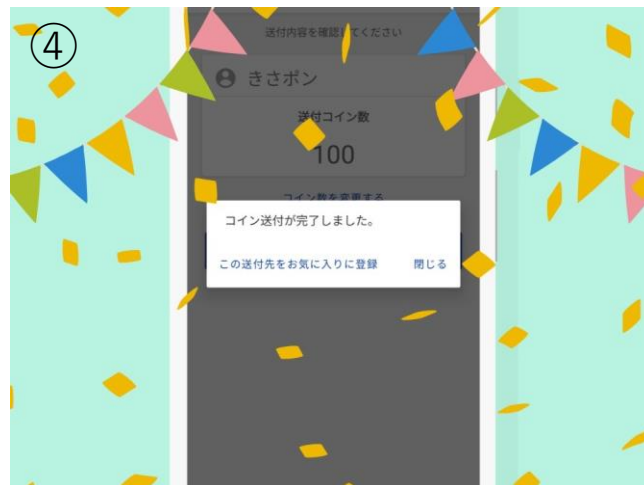 ④
送付内容を確認してください
きさポン
送付コイン数
100
コイン数を変更する
コイン送付が完了しました。
この送付先をお気に入りに登録 閉じる